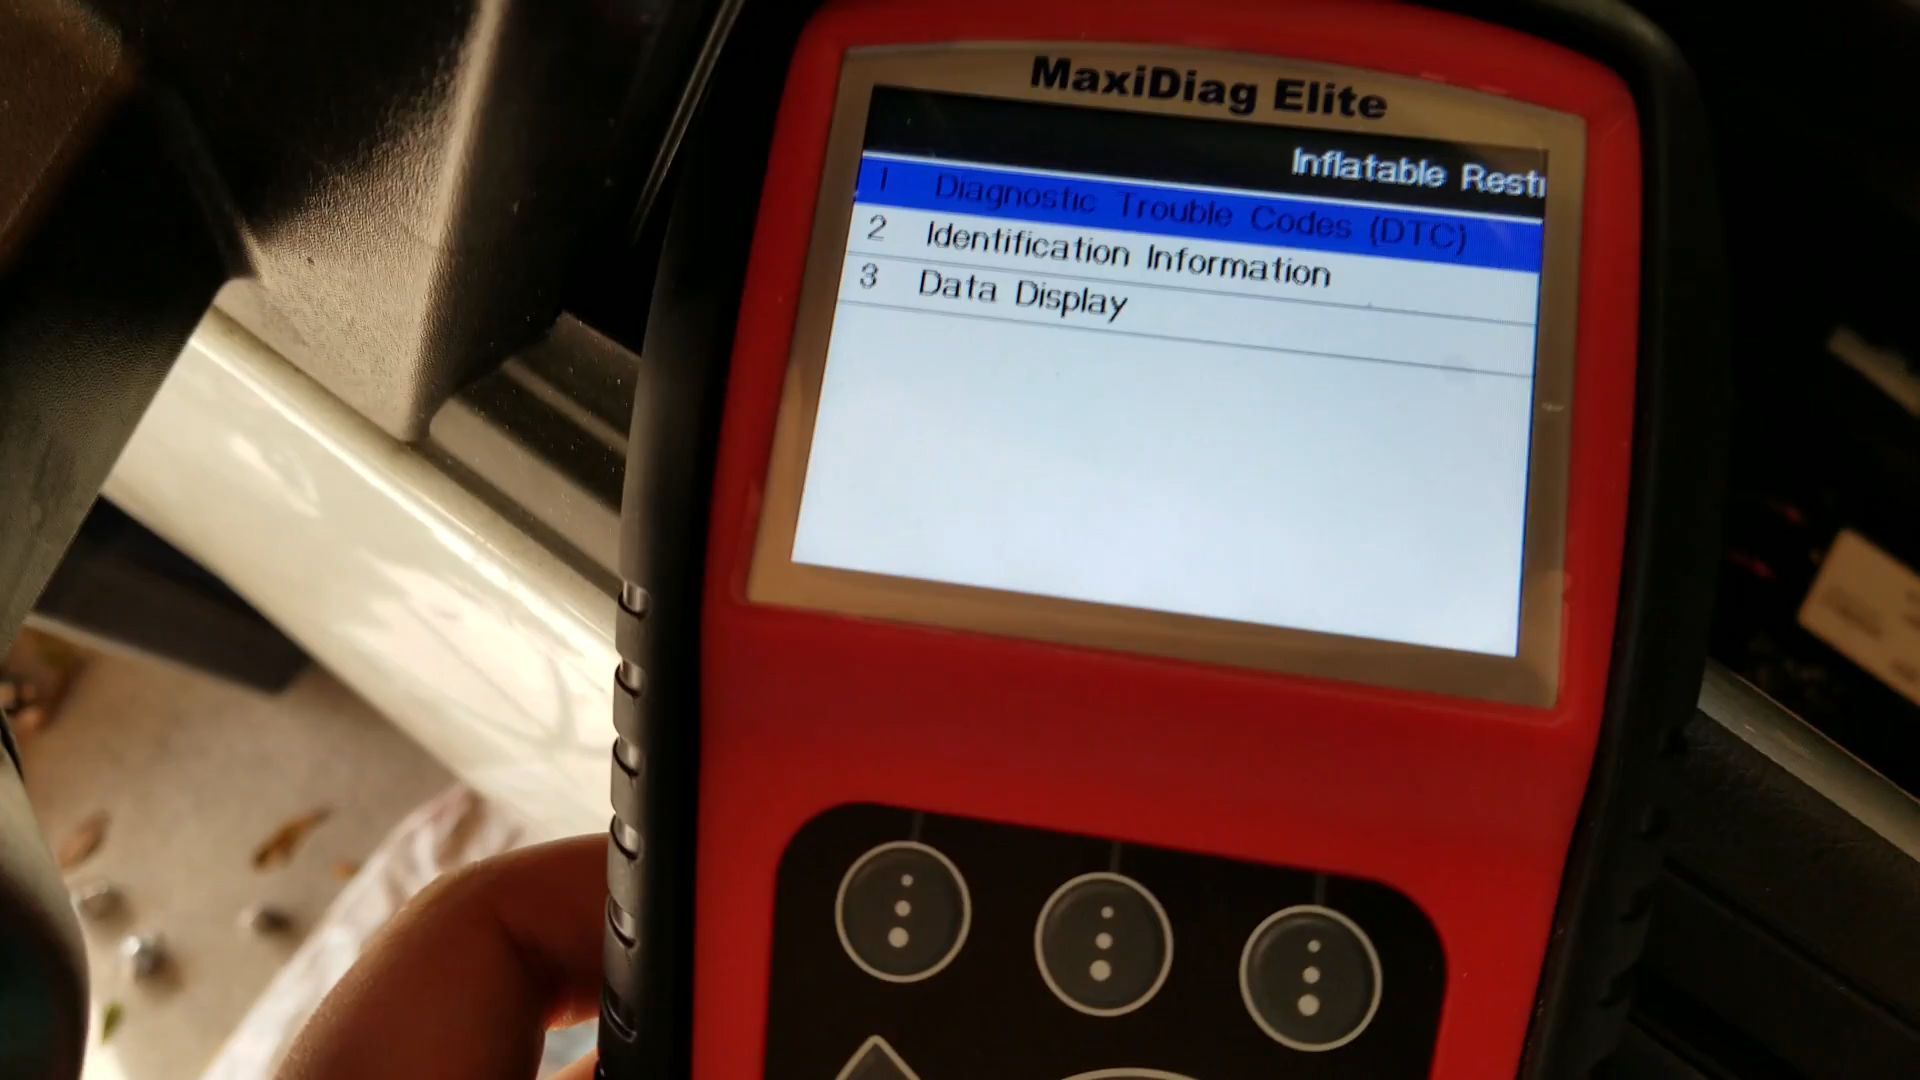 MaxiDiag Elite
Inflatable Restr
1 Diagnostic Trouble Codes (DTC)
2 Identification Information
3 Data Display